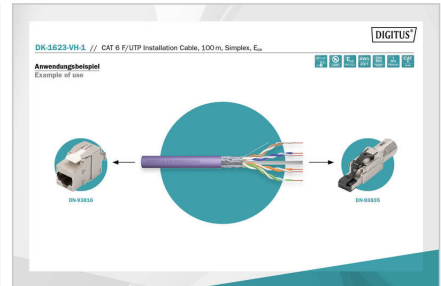 DIGITUS®
DK-1623-VH-1 // CAT 6 F/UTP Installation Cable, 100 m, Simplex, Eca
Anwendungsbeispiel
Example of use
DN-93816
DN-93835